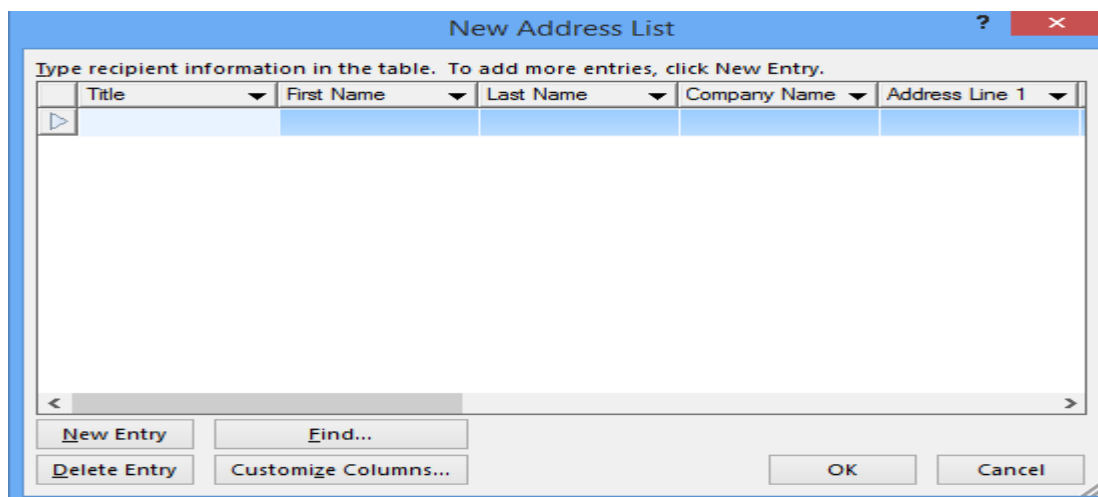 New Address List ?
Type recipient information in the table. To add more entries, click New Entry.
Title First Name Last Name Company Name Address Line 1
New Entry Find...
Delete Entry Customize Columns... OK Cancel